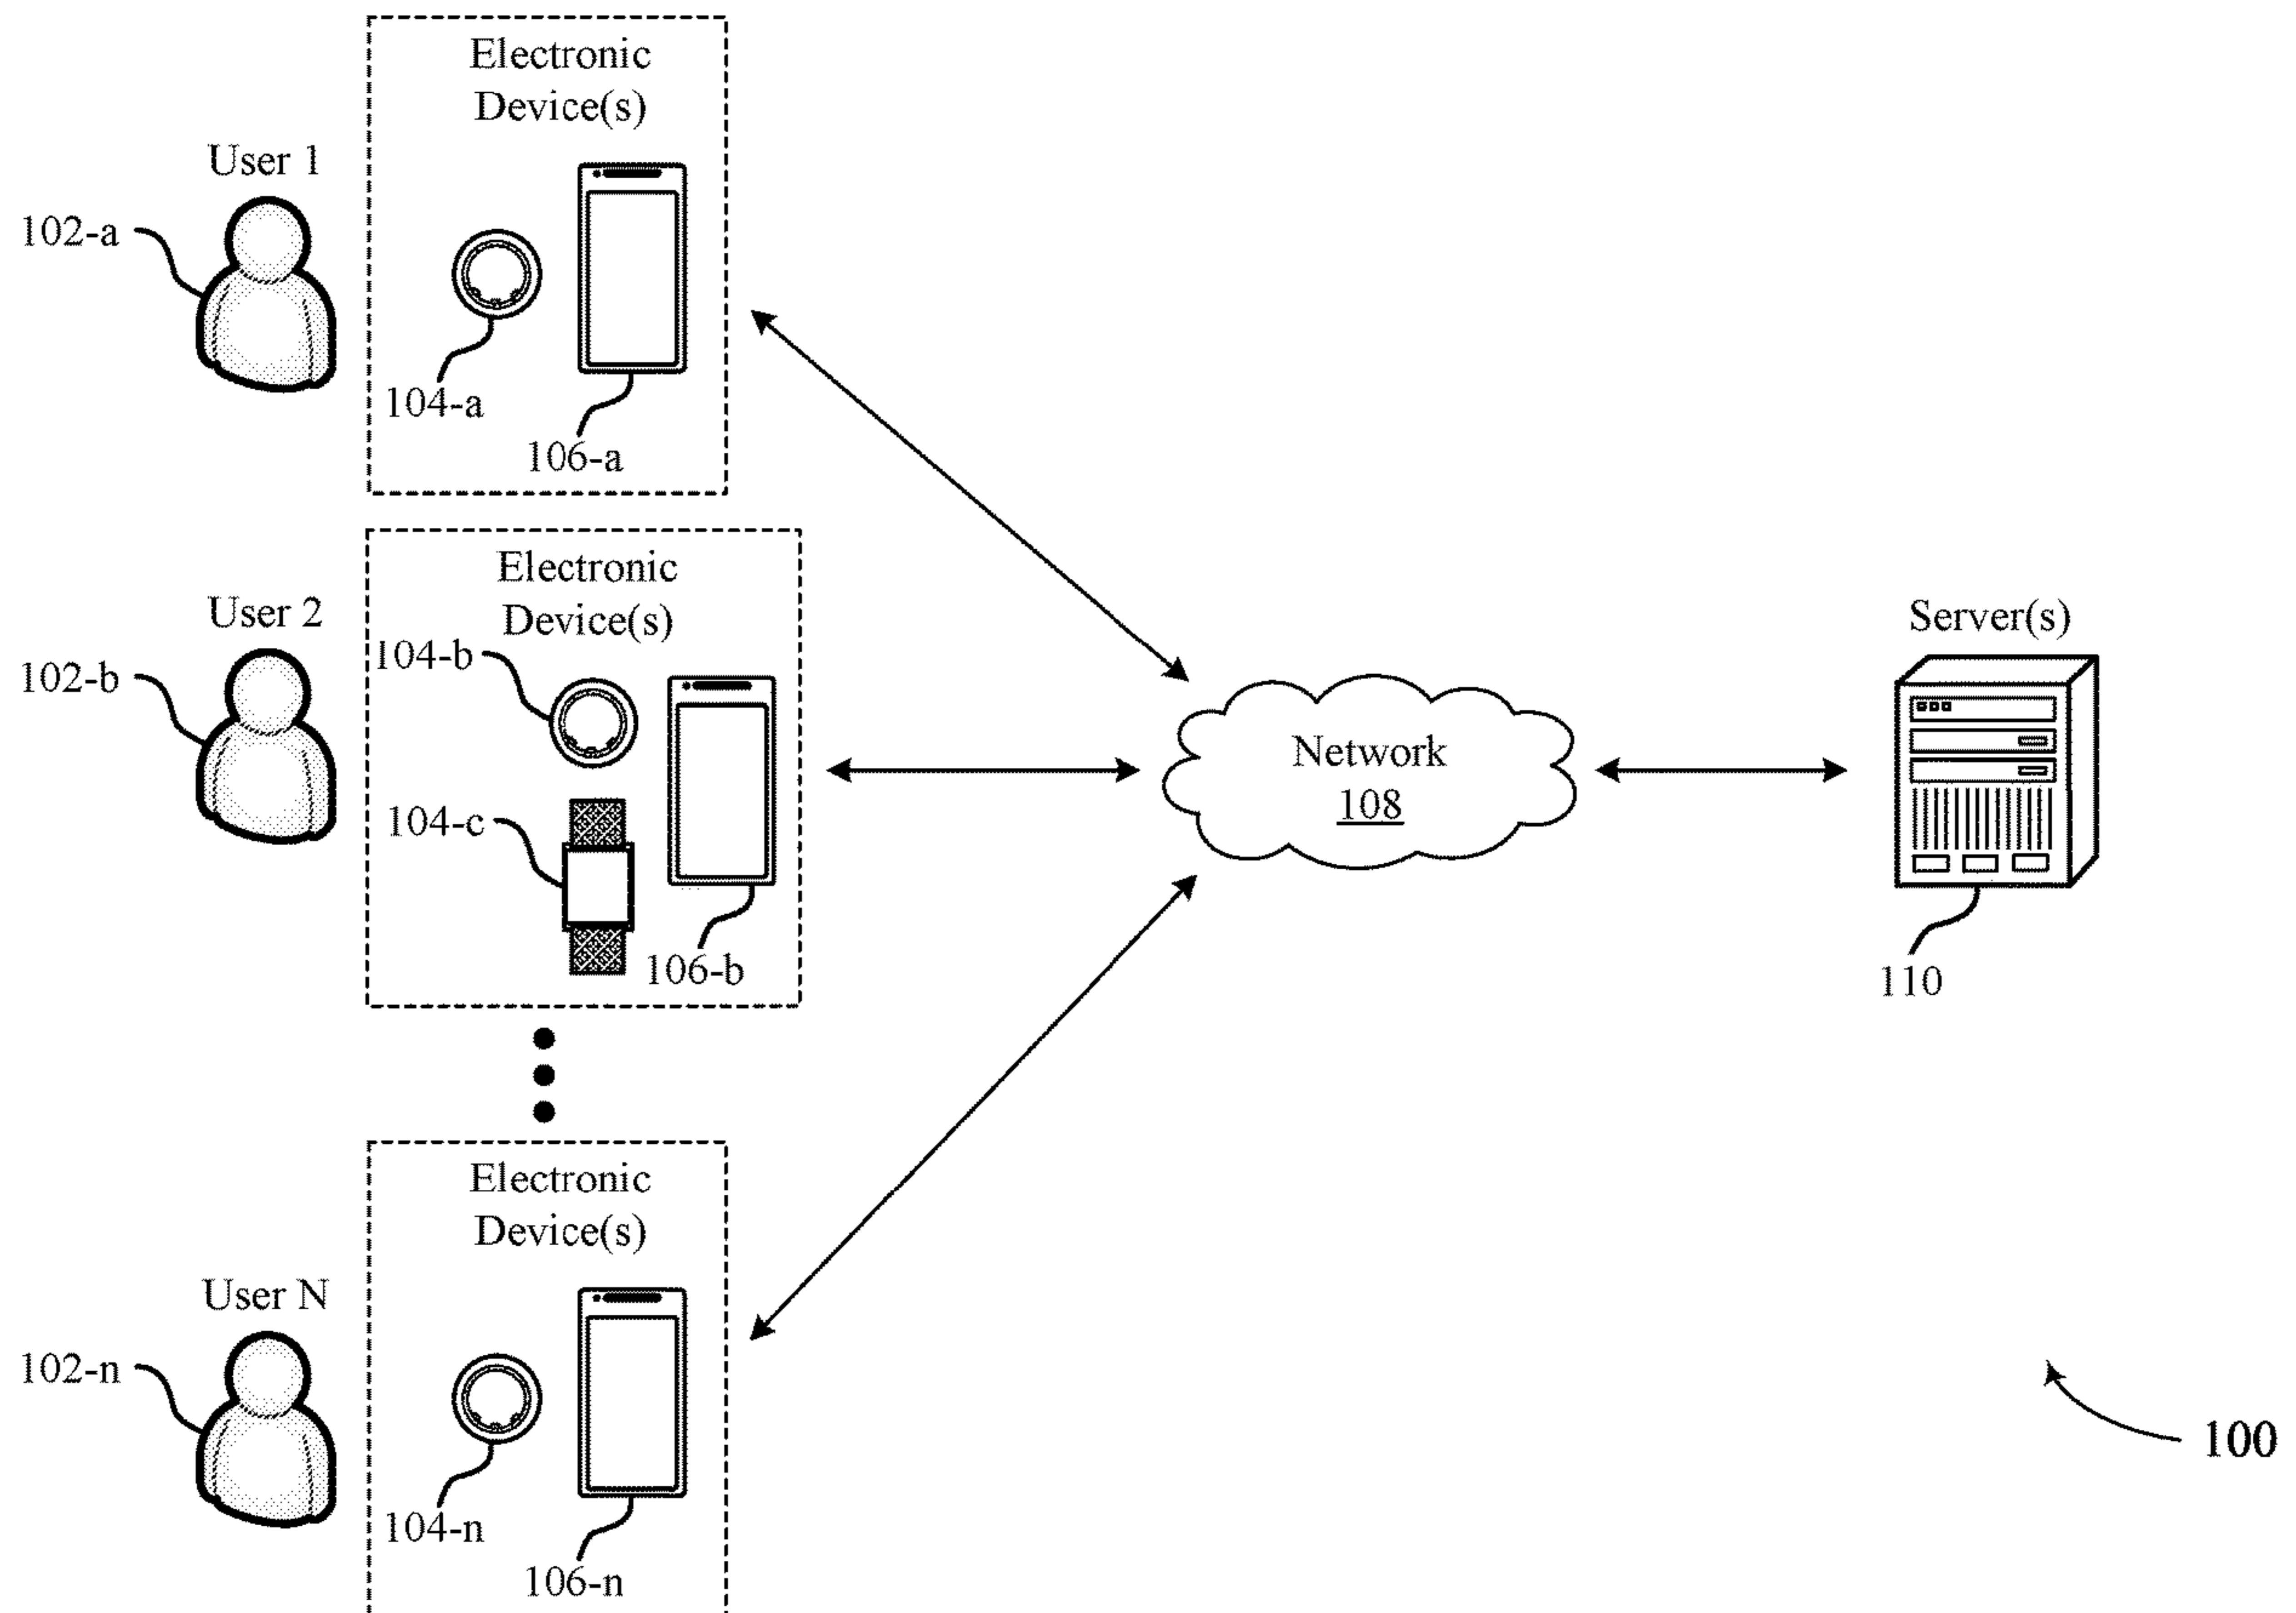 Electronic
Device(s)
User 1
102-a
104-a
106-a
Electronic
Device(s)
User 2
102-b
104-b
104-c
106-b
Network
108
Server(s)
110
Electronic
Device(s)
User N
102-n
104-n
106-n
100